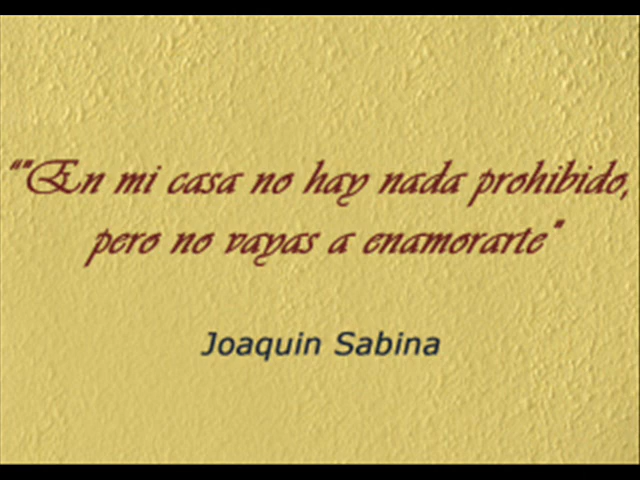 “"En mi casa no hay nada prohibido,
pero no vayas a enamorarte"
Joaquin Sabina